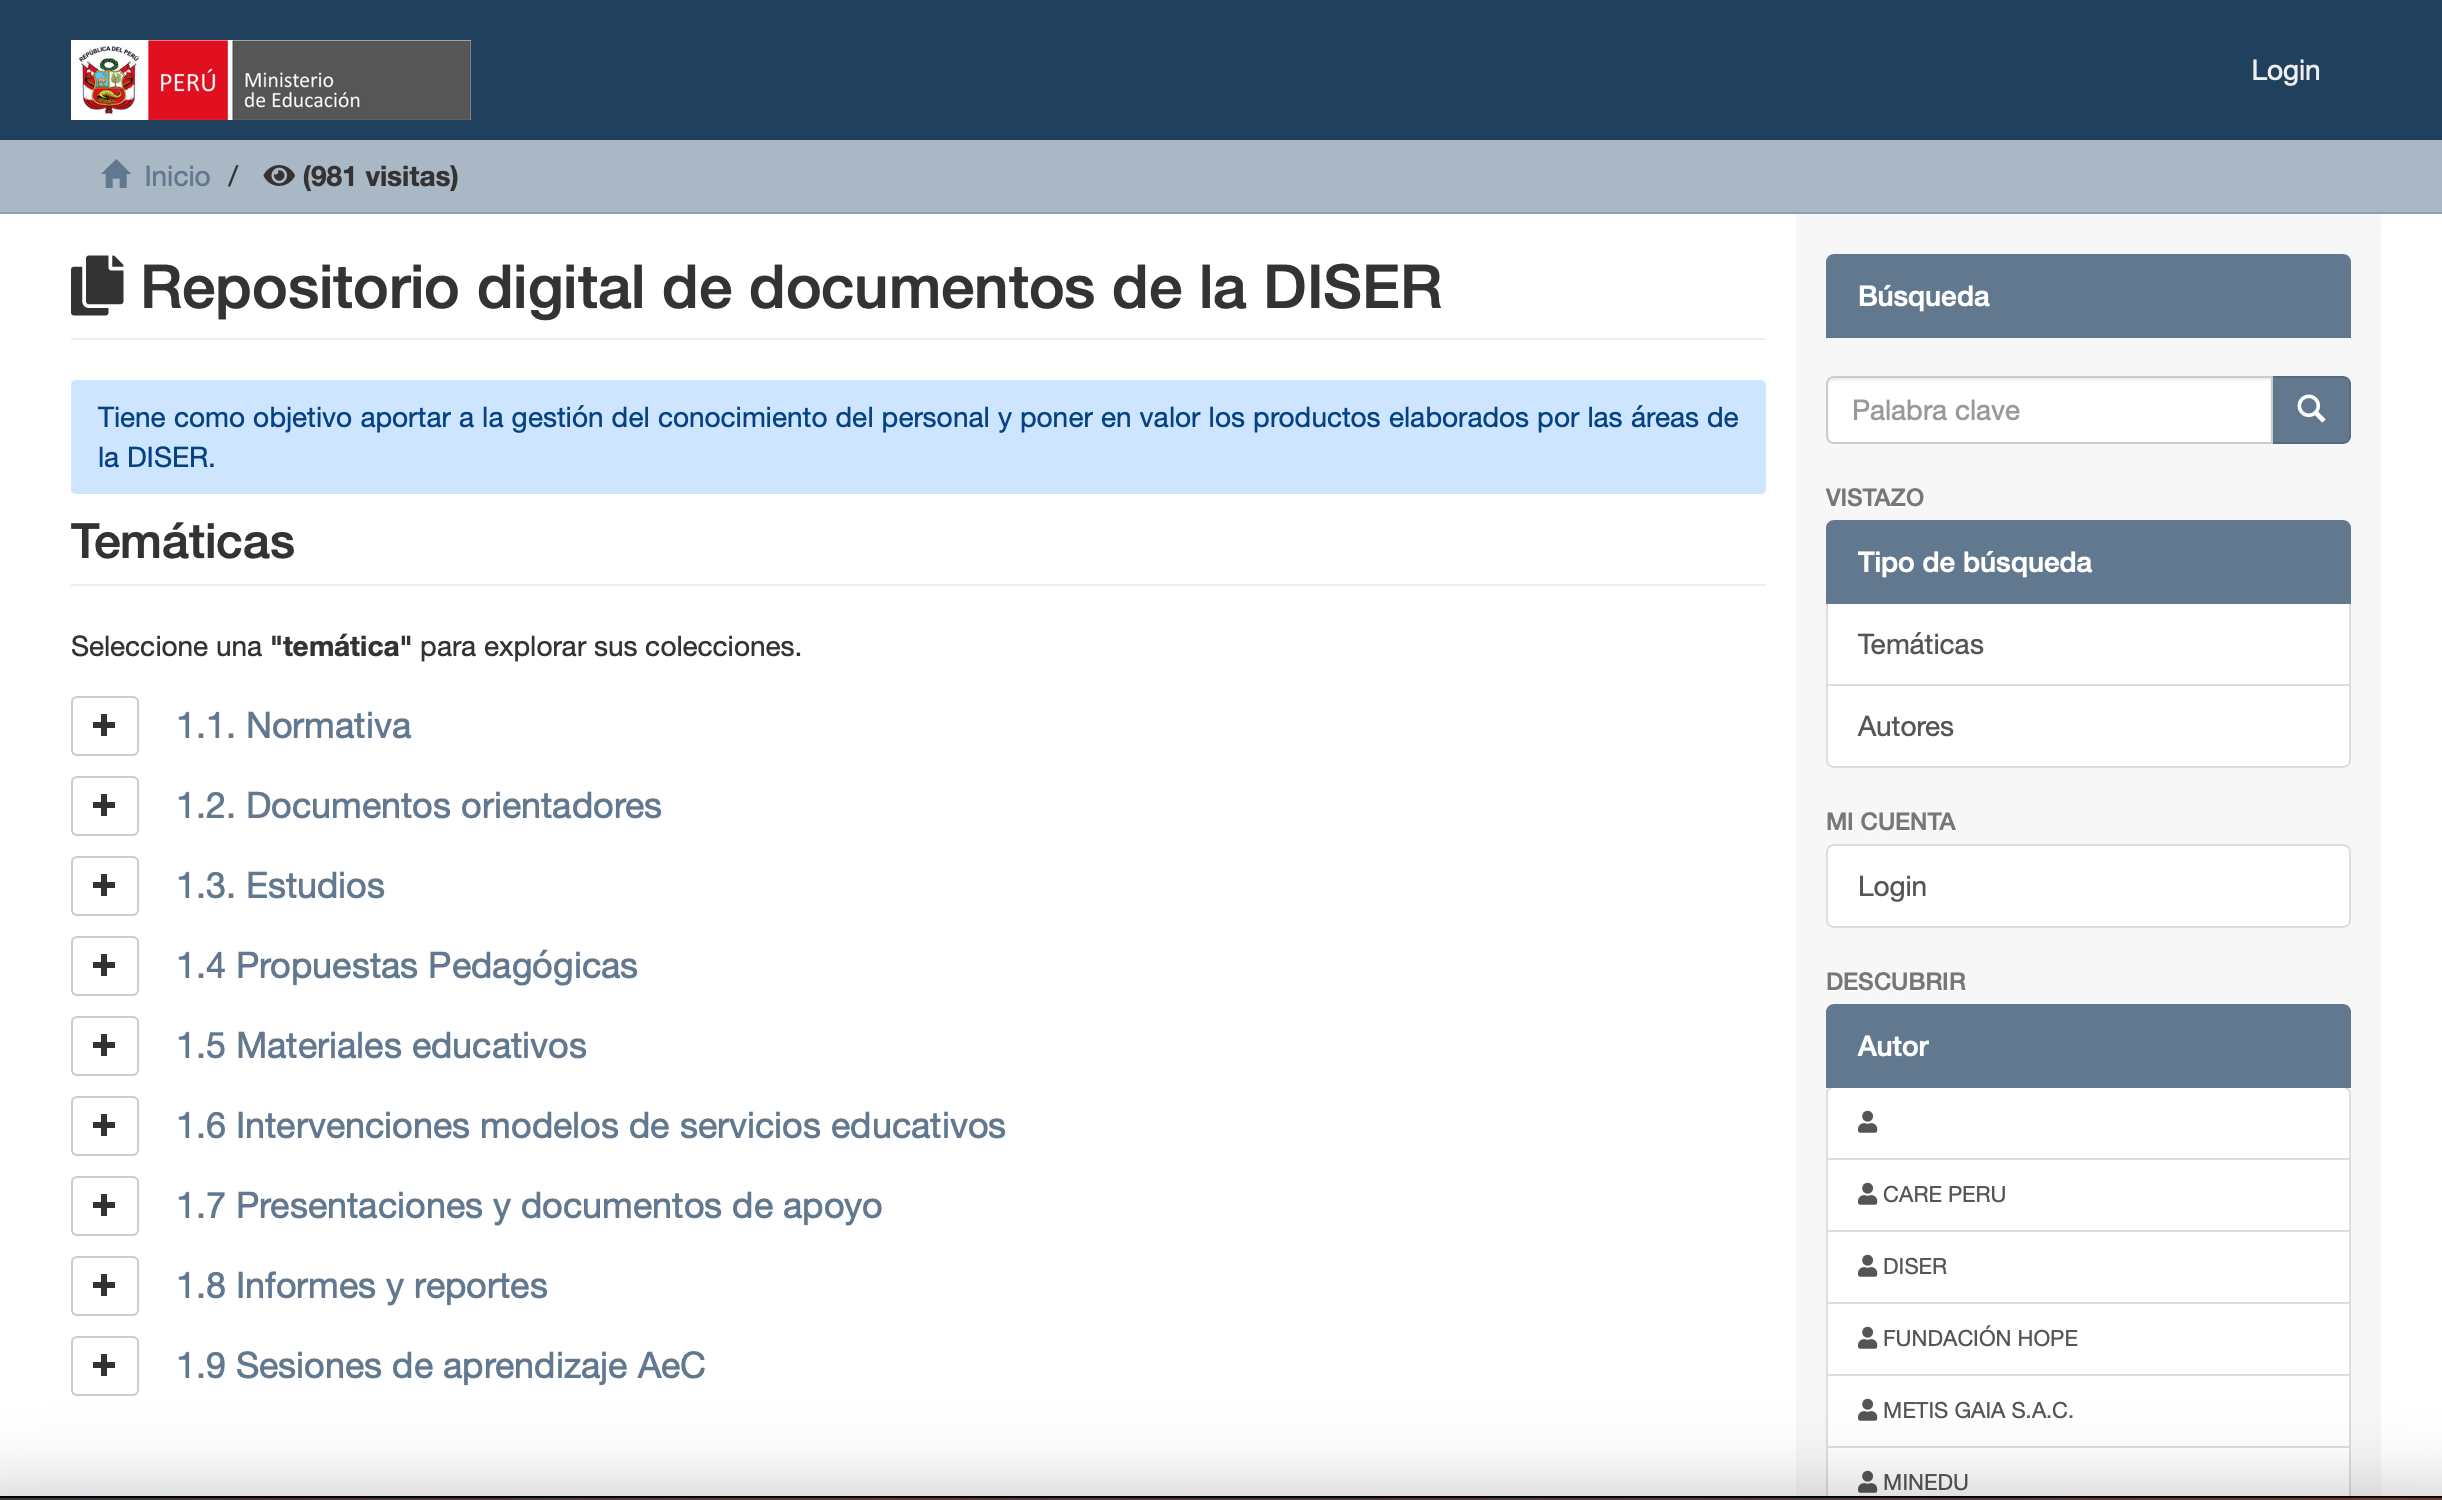 REPÚBLICA DEL PERÚ
PERÚ
Ministerio
de Educación
Login
Inicio / (981 visitas)
Repositorio digital de documentos de la DISER
Tiene como objetivo aportar a la gestión del conocimiento del personal y poner en valor los productos elaborados por las áreas de
la DISER.
Temáticas
Seleccione una "temática" para explorar sus colecciones.
1.1. Normativa
1.2. Documentos orientadores
1.3. Estudios
1.4 Propuestas Pedagógicas
1.5 Materiales educativos
1.6 Intervenciones modelos de servicios educativos
1.7 Presentaciones y documentos de apoyo
1.8 Informes y reportes
1.9 Sesiones de aprendizaje AeC
Búsqueda
Palabra clave
VISTAZO
Tipo de búsqueda
Temáticas
Autores
MI CUENTA
Login
DESCUBRIR
Autor
CARE PERU
DISER
FUNDACIÓN HOPE
METIS GAIA S.A.C.
MINEDU